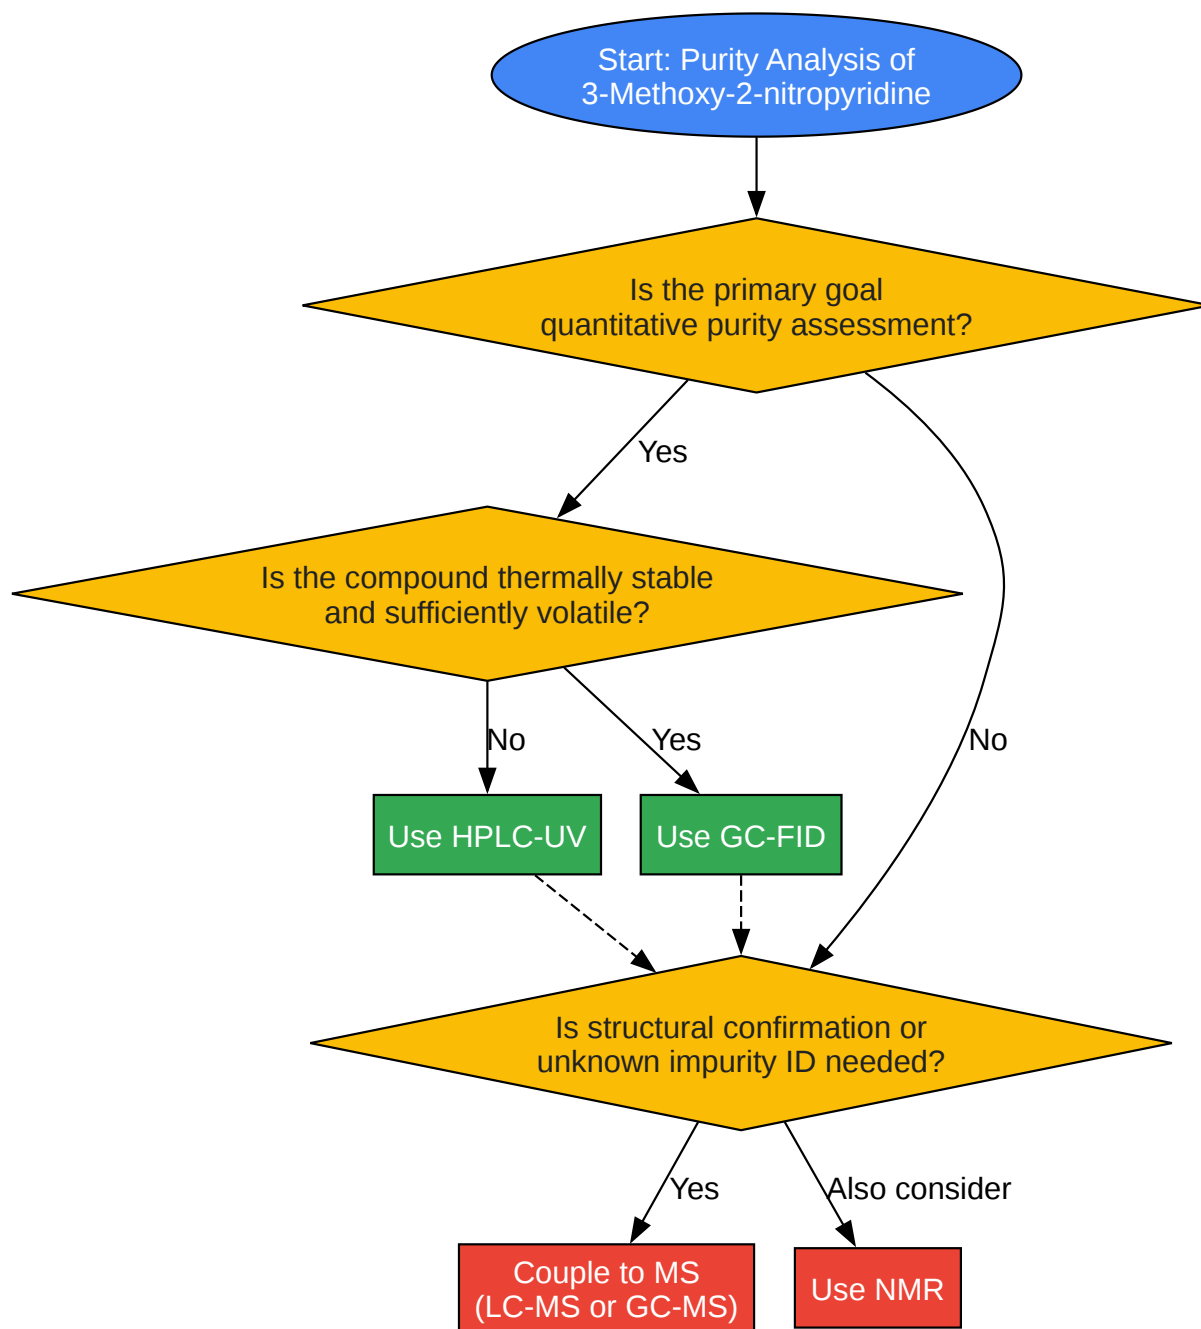 Start: Purity Analysis of
3-Methoxy-2-nitropyridine
Is the primary goal
quantitative purity assessment?
Yes
Is the compound thermally stable
and sufficiently volatile?
No
Yes
No
Use HPLC-UV
Use GC-FID
Is structural confirmation or
unknown impurity ID needed?
Yes
Also consider
Couple to MS
(LC-MS or GC-MS)
Use NMR